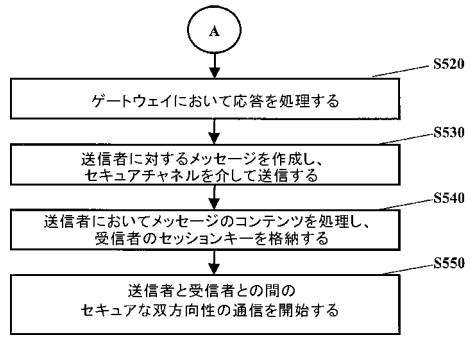 A
S520
ゲートウェイにおいて応答を処理する
S530
送信者に対するメッセージを作成し、
セキュアチャネルを介して送信する
S540
送信者においてメッセージのコンテンツを処理し、
受信者のセッションキーを格納する
S550
送信者と受信者との間の
セキュアな双方向性の通信を開始する